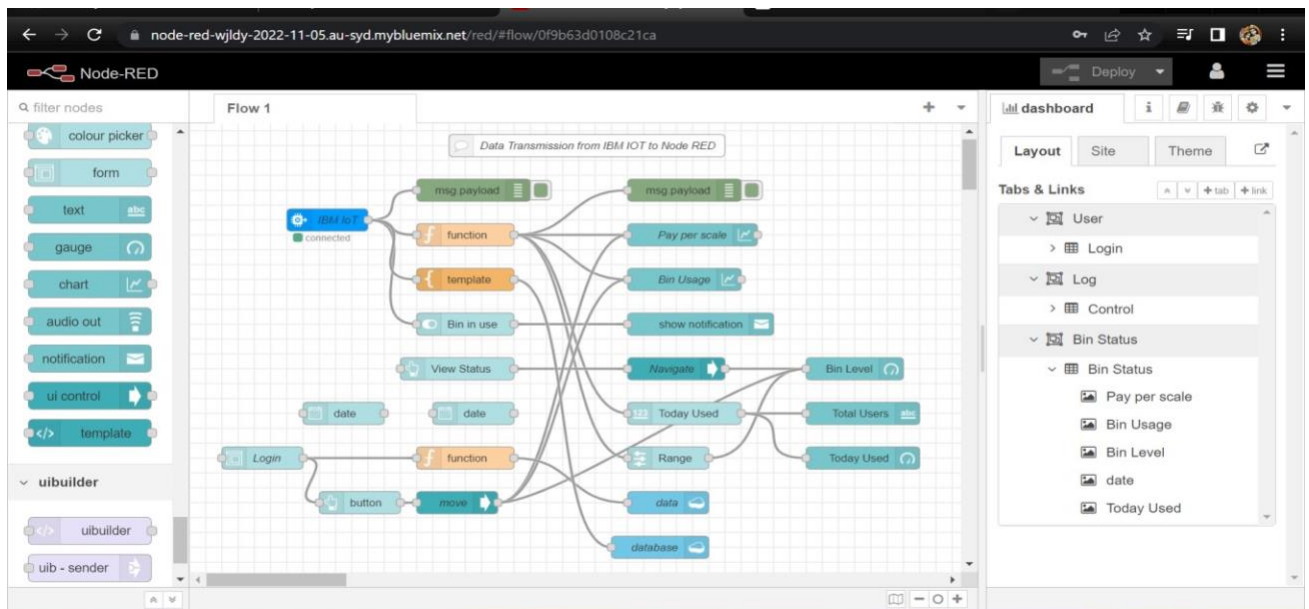 node-red-wjldy-2022-11-05.au-syd.mybluemix.net/red/#flow/0f9b63d0108c21ca
Node-RED
Deploy
filter nodes
Flow 1
dashboard
i
colour picker
form
text
abc
gauge
chart
audio out
notification
ui control
</> template
uibuilder
</> uibuilder
uib - sender
Data Transmission from IBM IOT to Node RED
msg.payload
msg.payload
IBM IoT
connected
f function
Pay per scale
{ template
Bin Usage
Bin in use
show notification
View Status
Navigate
Bin Level
date
date
123 Today Used
Total Users abc
Login
f function
Range
Today Used
button
move
data
database
Layout
Site
Theme
Tabs & Links
+ tab
+ link
User
Login
Log
Control
Bin Status
Bin Status
Pay per scale
Bin Usage
Bin Level
date
Today Used